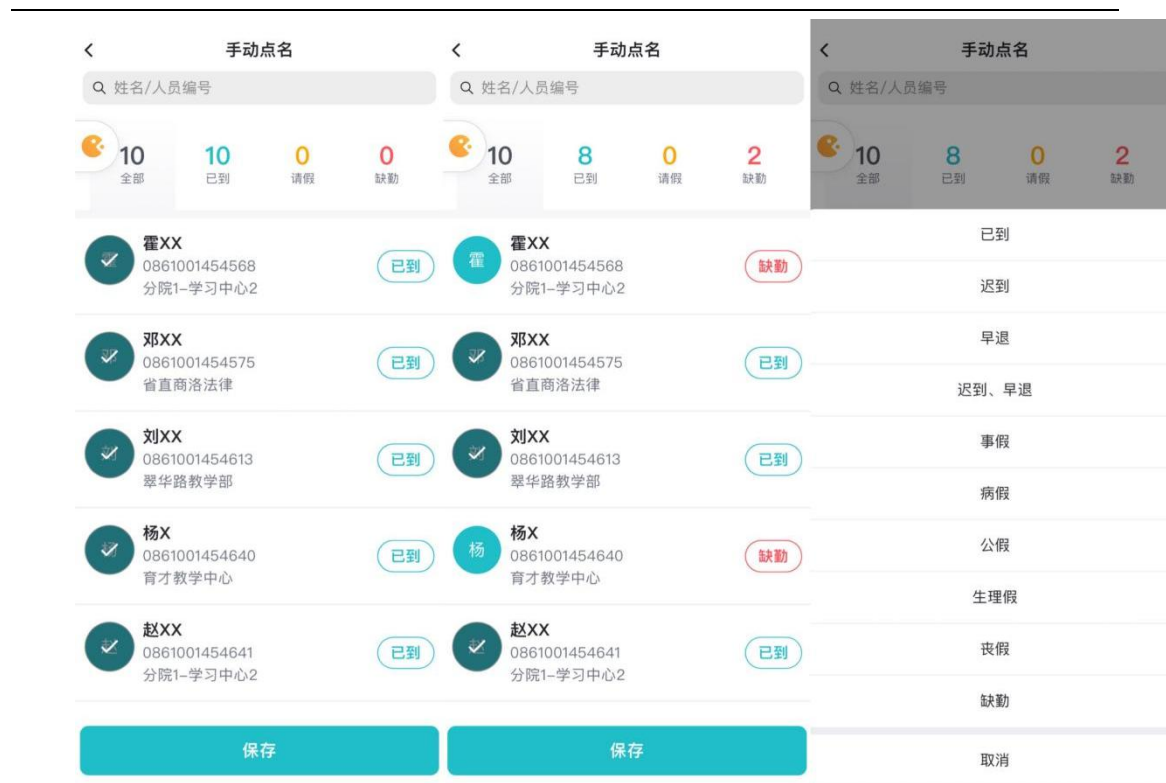 手动点名
姓名/人员编号
10 10 0 0
全部 已到 请假 缺勤
霍XX
0861001454568
分院1-学习中心2
已到
邓XX
0861001454575
省直商洛法律
已到
刘XX
0861001454613
翠华路教学部
已到
杨X
0861001454640
育才教学中心
已到
赵XX
0861001454641
分院1-学习中心2
已到
保存
手动点名
姓名/人员编号
10 8 0 2
全部 已到 请假 缺勤
霍
霍XX
0861001454568
分院1-学习中心2
缺勤
邓XX
0861001454575
省直商洛法律
已到
刘XX
0861001454613
翠华路教学部
已到
杨
杨X
0861001454640
育才教学中心
缺勤
赵XX
0861001454641
分院1-学习中心2
已到
保存
手动点名
姓名/人员编号
10 8 0 2
全部 已到 请假 缺勤
已到
迟到
早退
迟到、早退
事假
病假
公假
生理假
丧假
缺勤
取消